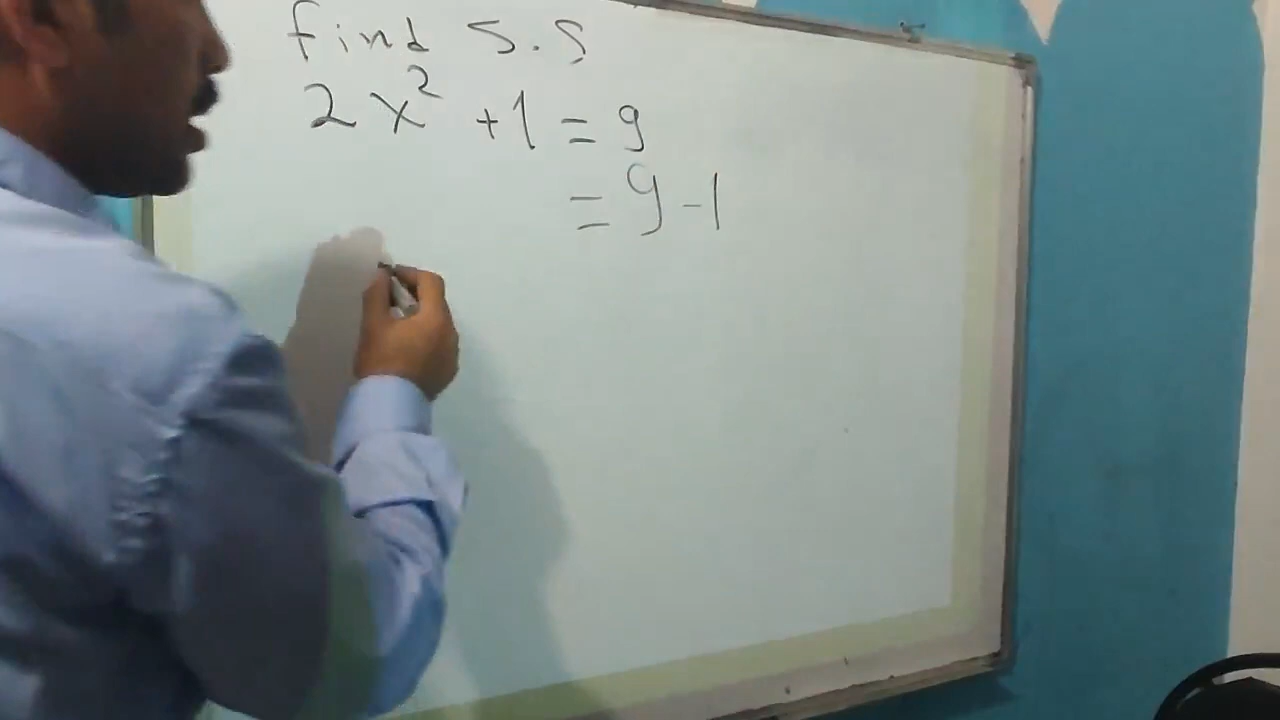 find S.S
2x² +1 = 9
= 9 - 1